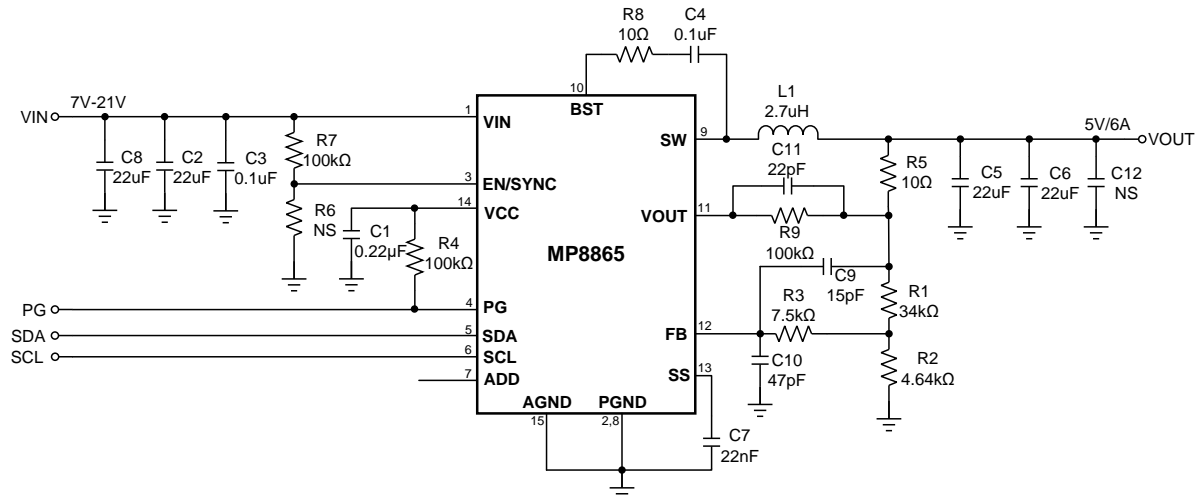 R8
10Ω
C4
0.1uF
10
BST
7V-21V
VIN
1
VIN
L1
2.7uH
9
SW
5V/6A
VOUT
C8
22uF
C2
22uF
C3
0.1uF
R7
100kΩ
C11
22pF
R5
10Ω
C5
22uF
C6
22uF
C12
NS
3
EN/SYNC
14
VCC
R6
NS
C1
0.22µF
R4
100kΩ
VOUT
11
R9
100kΩ
MP8865
C9
15pF
R1
34kΩ
PG
4
PG
R3
7.5kΩ
SDA
5
SDA
FB
12
SCL
6
SCL
C10
47pF
R2
4.64kΩ
7
ADD
SS
13
AGND
PGND
15
2,8
C7
22nF